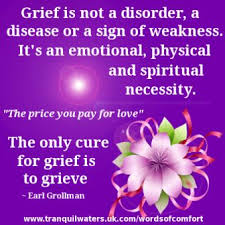 Grief is not a disorder, a
disease or a sign of weakness.
It's an emotional, physical
and spiritual
necessity.
"The price you pay for love"
The only cure
for grief is
to grieve
~ Earl Grollman
www.tranquilwaters.uk.com/wordsofcomfort